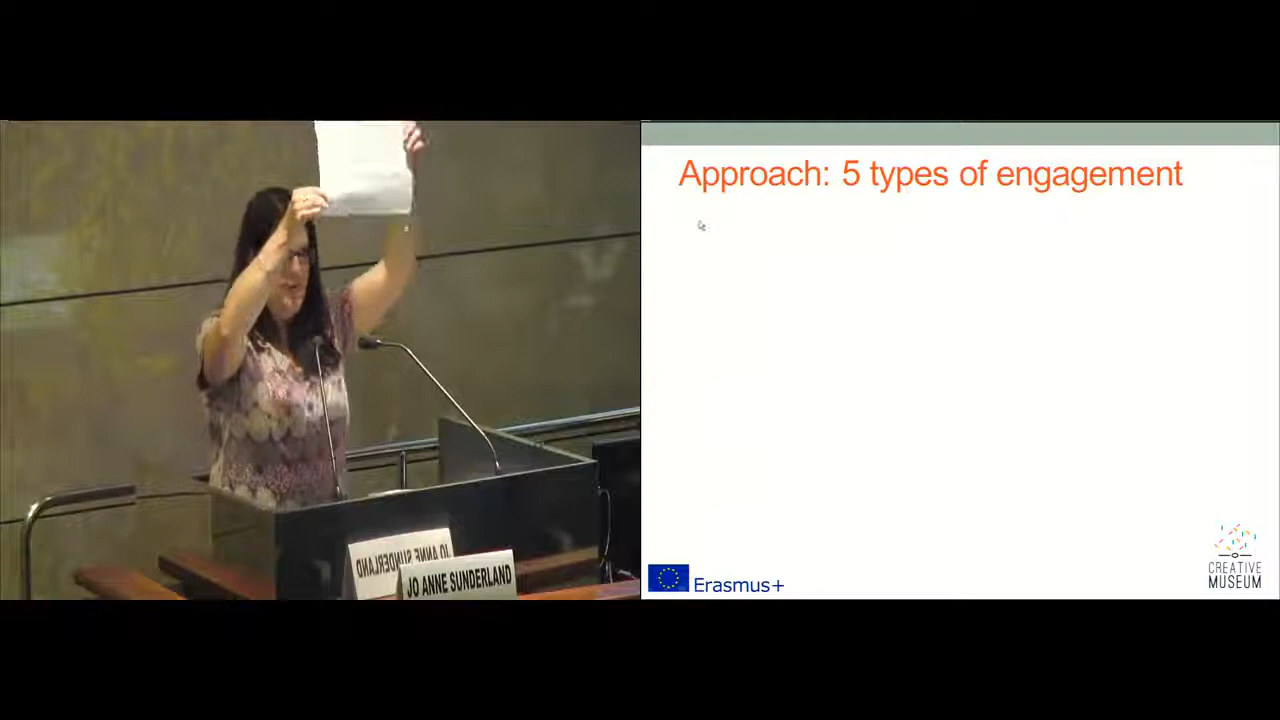 Approach: 5 types of engagement
JO ANNE SUNDERLAND
JO ANNE SUNDERLAND
Erasmus+
CREATIVE
MUSEUM